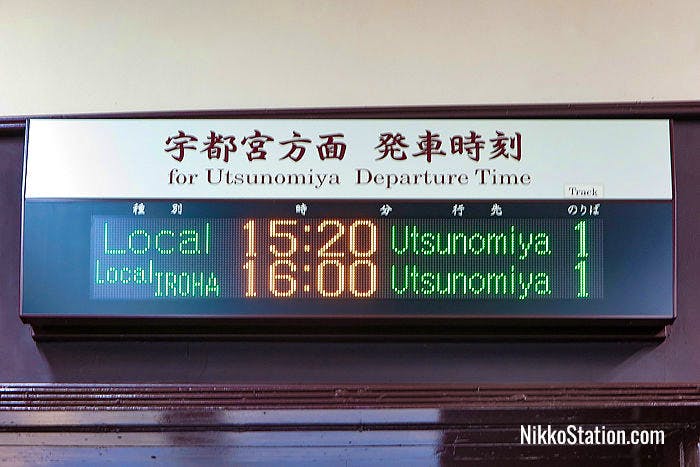 宇都宮方面 発車時刻
for Utsunomiya Departure Time
Track
種別 時 分 行先 のりば
Local 15:20 Utsunomiya 1
Local IROHA 16:00 Utsunomiya 1
NikkoStation.com